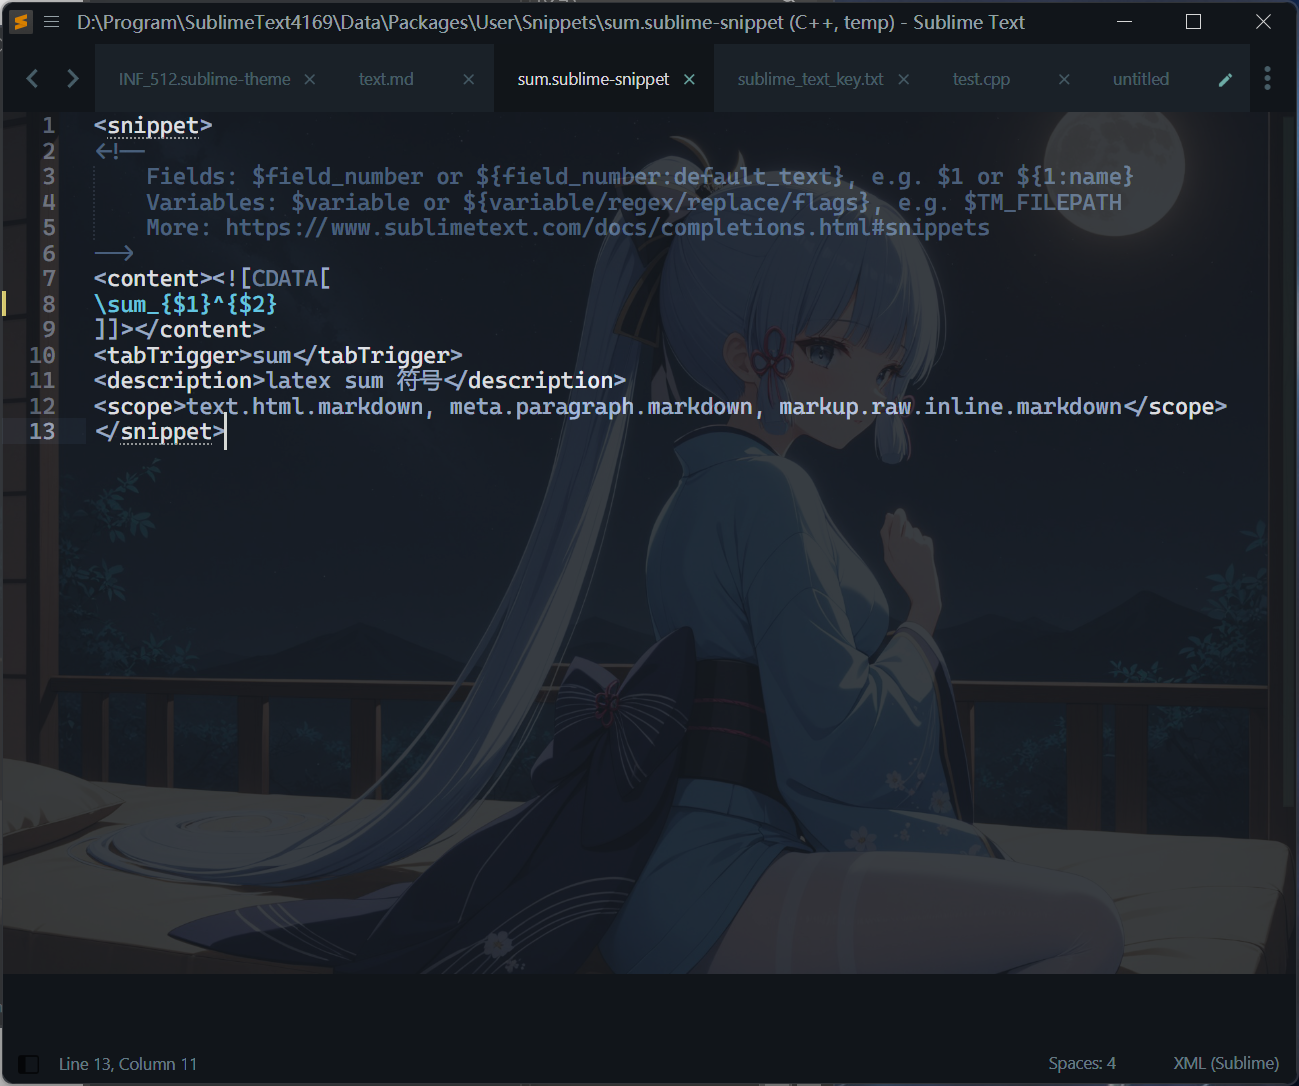 D:\Program\SublimeText4169\Data\Packages\User\Snippets\sum.sublime-snippet (C++, temp) - Sublime Text
INF_512.sublime-theme text.md sum.sublime-snippet sublime_text_key.txt test.cpp untitled
1 <snippet>
2 <!--
3 Fields: $field_number or ${field_number:default_text}, e.g. $1 or ${1:name}
4 Variables: $variable or ${variable/regex/replace/flags}, e.g. $TM_FILEPATH
5 More: https://www.sublimetext.com/docs/completions.html#snippets
6 -->
7 <content><![CDATA[
8 \sum_{$1}^{$2}
9 ]]></content>
10 <tabTrigger>sum</tabTrigger>
11 <description>latex sum 符号</description>
12 <scope>text.html.markdown, meta.paragraph.markdown, markup.raw.inline.markdown</scope>
13 </snippet>
Line 13, Column 11 Spaces: 4 XML (Sublime)